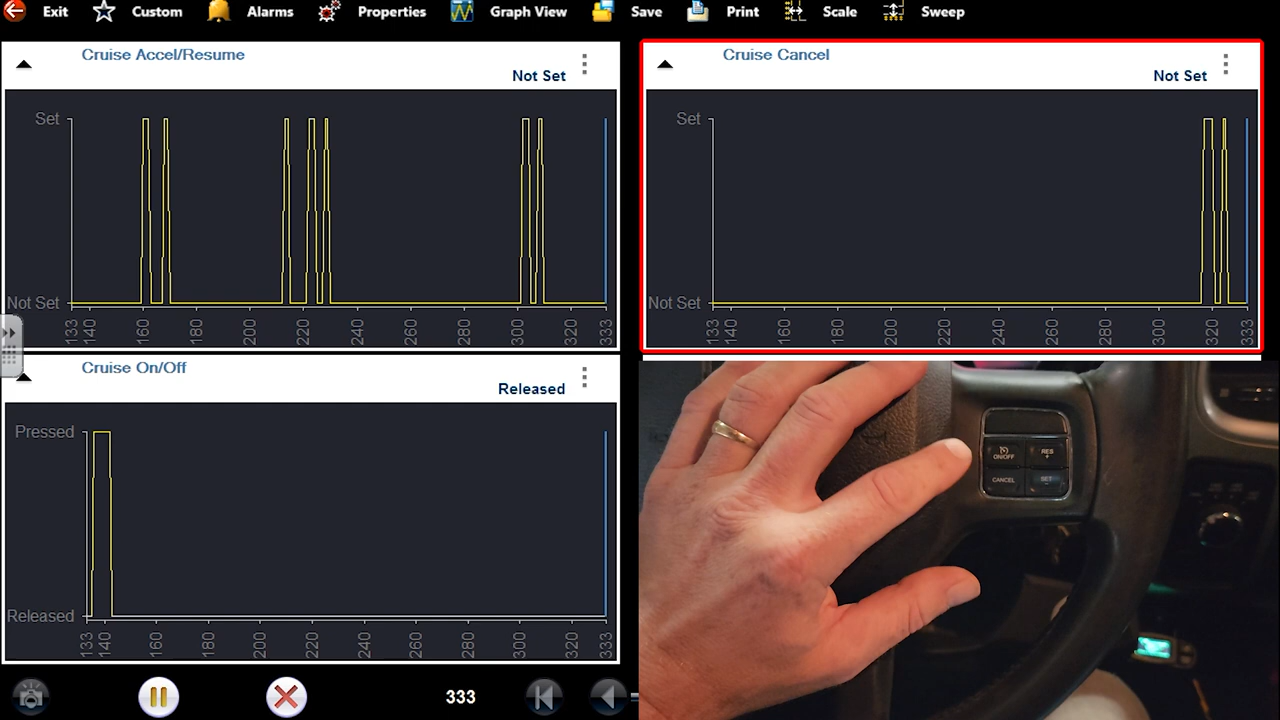 Exit Custom Alarms Properties Graph View Save Print Scale Sweep
Cruise Accel/Resume
Not Set
Set
Not Set
133 140 160 180 200 220 240 260 280 300 320 333
Cruise Cancel
Not Set
Set
Not Set
133 140 160 180 200 220 240 260 280 300 320 333
Cruise On/Off
Released
Pressed
Released
133 140 160 180 200 220 240 260 280 300 320 333
ON/OFF RES +
CANCEL SET -
333